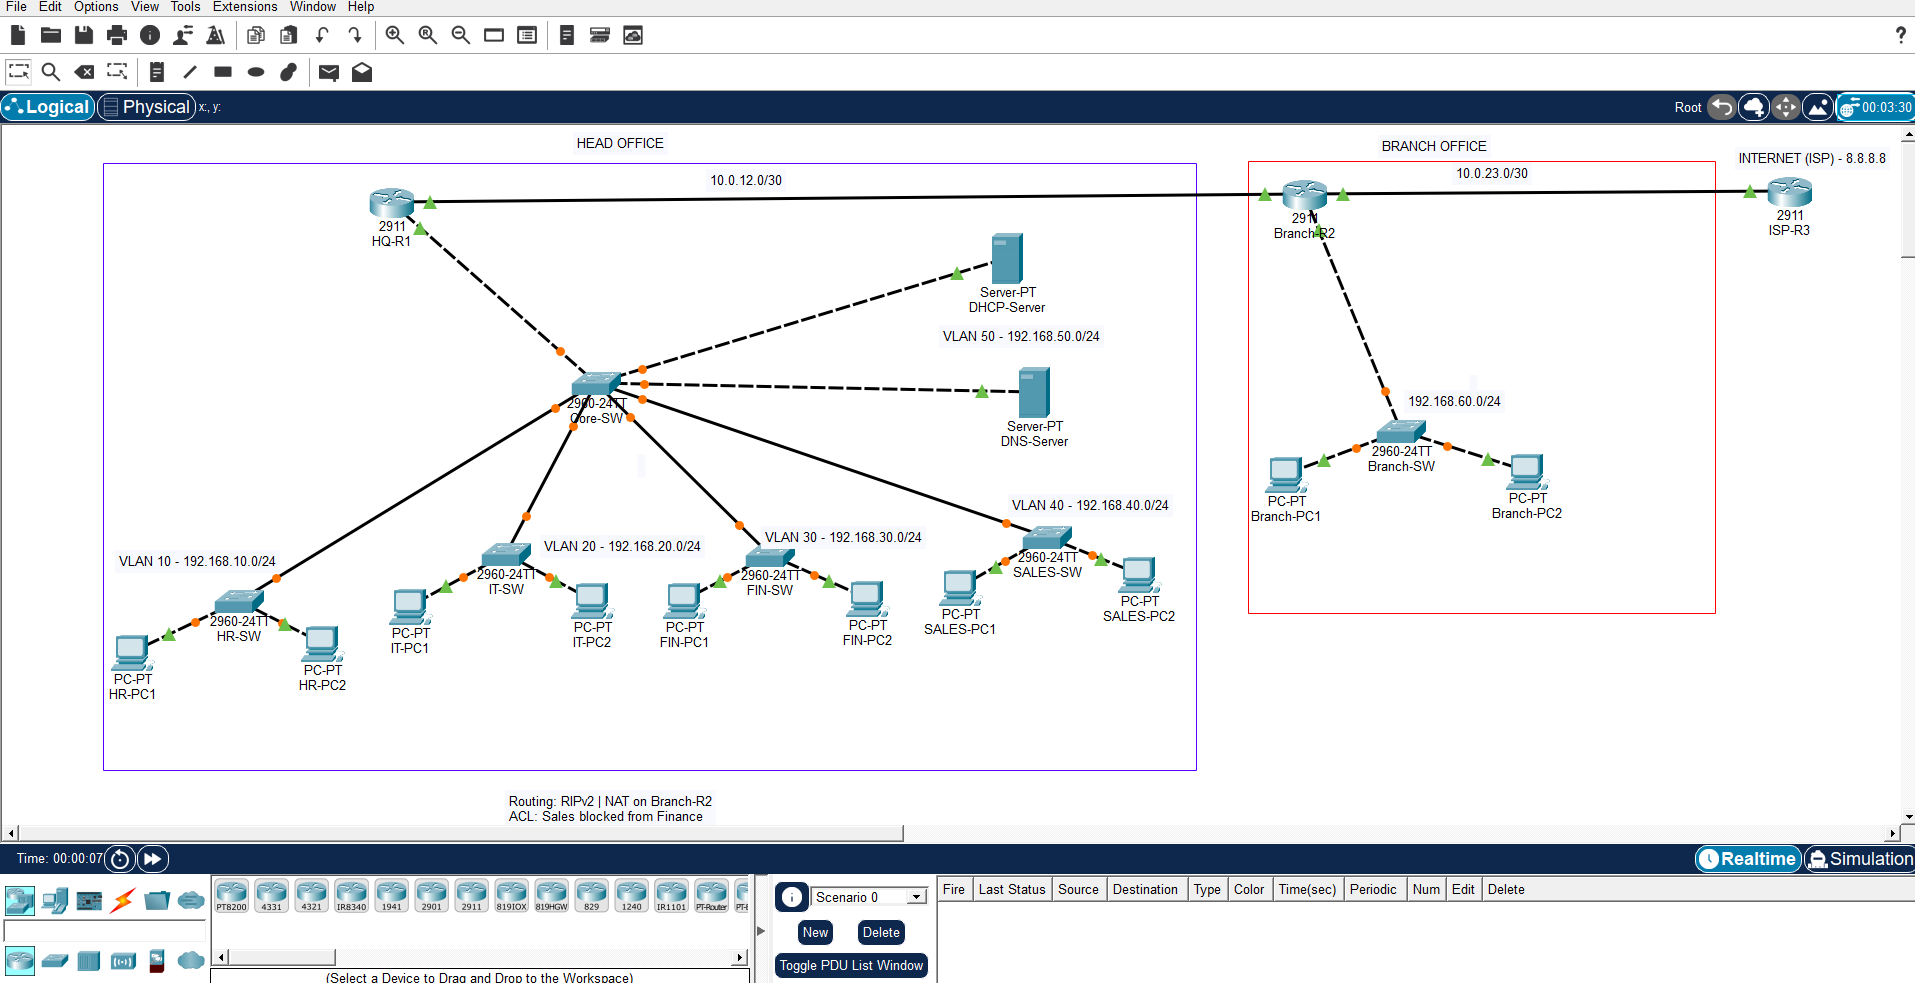 File Edit Options View Tools Extensions Window Help
?
Logical Physical x:, y: Root 00:03:30
HEAD OFFICE
BRANCH OFFICE
INTERNET (ISP) - 8.8.8.8
10.0.12.0/30
10.0.23.0/30
2911
HQ-R1
2911
Branch-R2
2911
ISP-R3
Server-PT
DHCP-Server
VLAN 50 - 192.168.50.0/24
2960-24TT
Core-SW
Server-PT
DNS-Server
192.168.60.0/24
2960-24TT
Branch-SW
PC-PT
Branch-PC1
PC-PT
Branch-PC2
VLAN 10 - 192.168.10.0/24
VLAN 20 - 192.168.20.0/24
VLAN 30 - 192.168.30.0/24
VLAN 40 - 192.168.40.0/24
2960-24TT
HR-SW
2960-24TT
IT-SW
2960-24TT
FIN-SW
2960-24TT
SALES-SW
PC-PT
HR-PC1
PC-PT
HR-PC2
PC-PT
IT-PC1
PC-PT
IT-PC2
PC-PT
FIN-PC1
PC-PT
FIN-PC2
PC-PT
SALES-PC1
PC-PT
SALES-PC2
Routing: RIPv2 | NAT on Branch-R2
ACL: Sales blocked from Finance
Time: 00:00:07
Realtime Simulation
PT8200 4331 4321 IR8340 1941 2901 2911 819IOX 819HGW 829 1240 IR1101 PT-Router
(Select a Device to Drag and Drop to the Workspace)
Scenario 0
New Delete
Toggle PDU List Window
Fire Last Status Source Destination Type Color Time(sec) Periodic Num Edit Delete